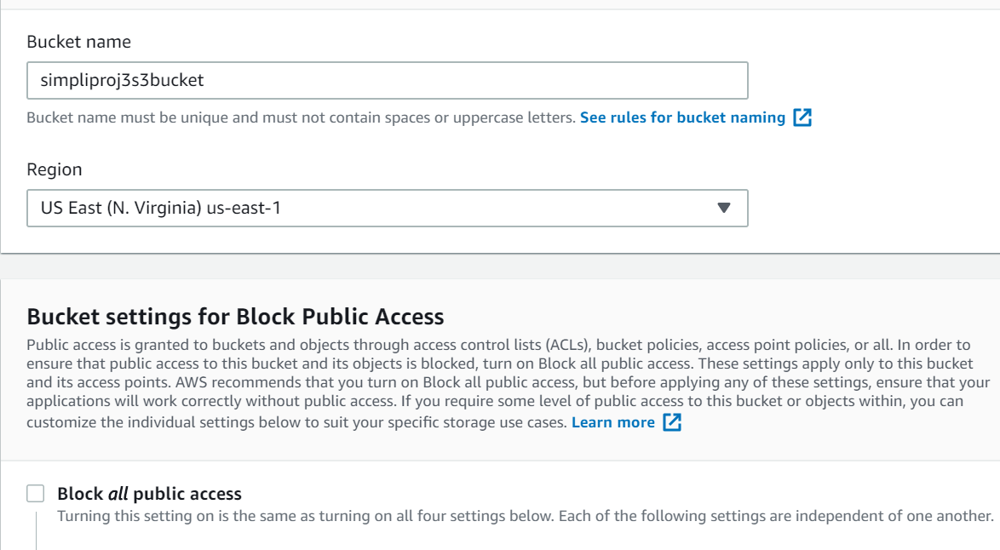 Bucket name
simpliproj3s3bucket
Bucket name must be unique and must not contain spaces or uppercase letters. See rules for bucket naming
Region
US East (N. Virginia) us-east-1
Bucket settings for Block Public Access
Public access is granted to buckets and objects through access control lists (ACLs), bucket policies, access point policies, or all. In order to
ensure that public access to this bucket and its objects is blocked, turn on Block all public access. These settings apply only to this bucket
and its access points. AWS recommends that you turn on Block all public access, but before applying any of these settings, ensure that your
applications will work correctly without public access. If you require some level of public access to this bucket or objects within, you can
customize the individual settings below to suit your specific storage use cases. Learn more
Block all public access
Turning this setting on is the same as turning on all four settings below. Each of the following settings are independent of one another.